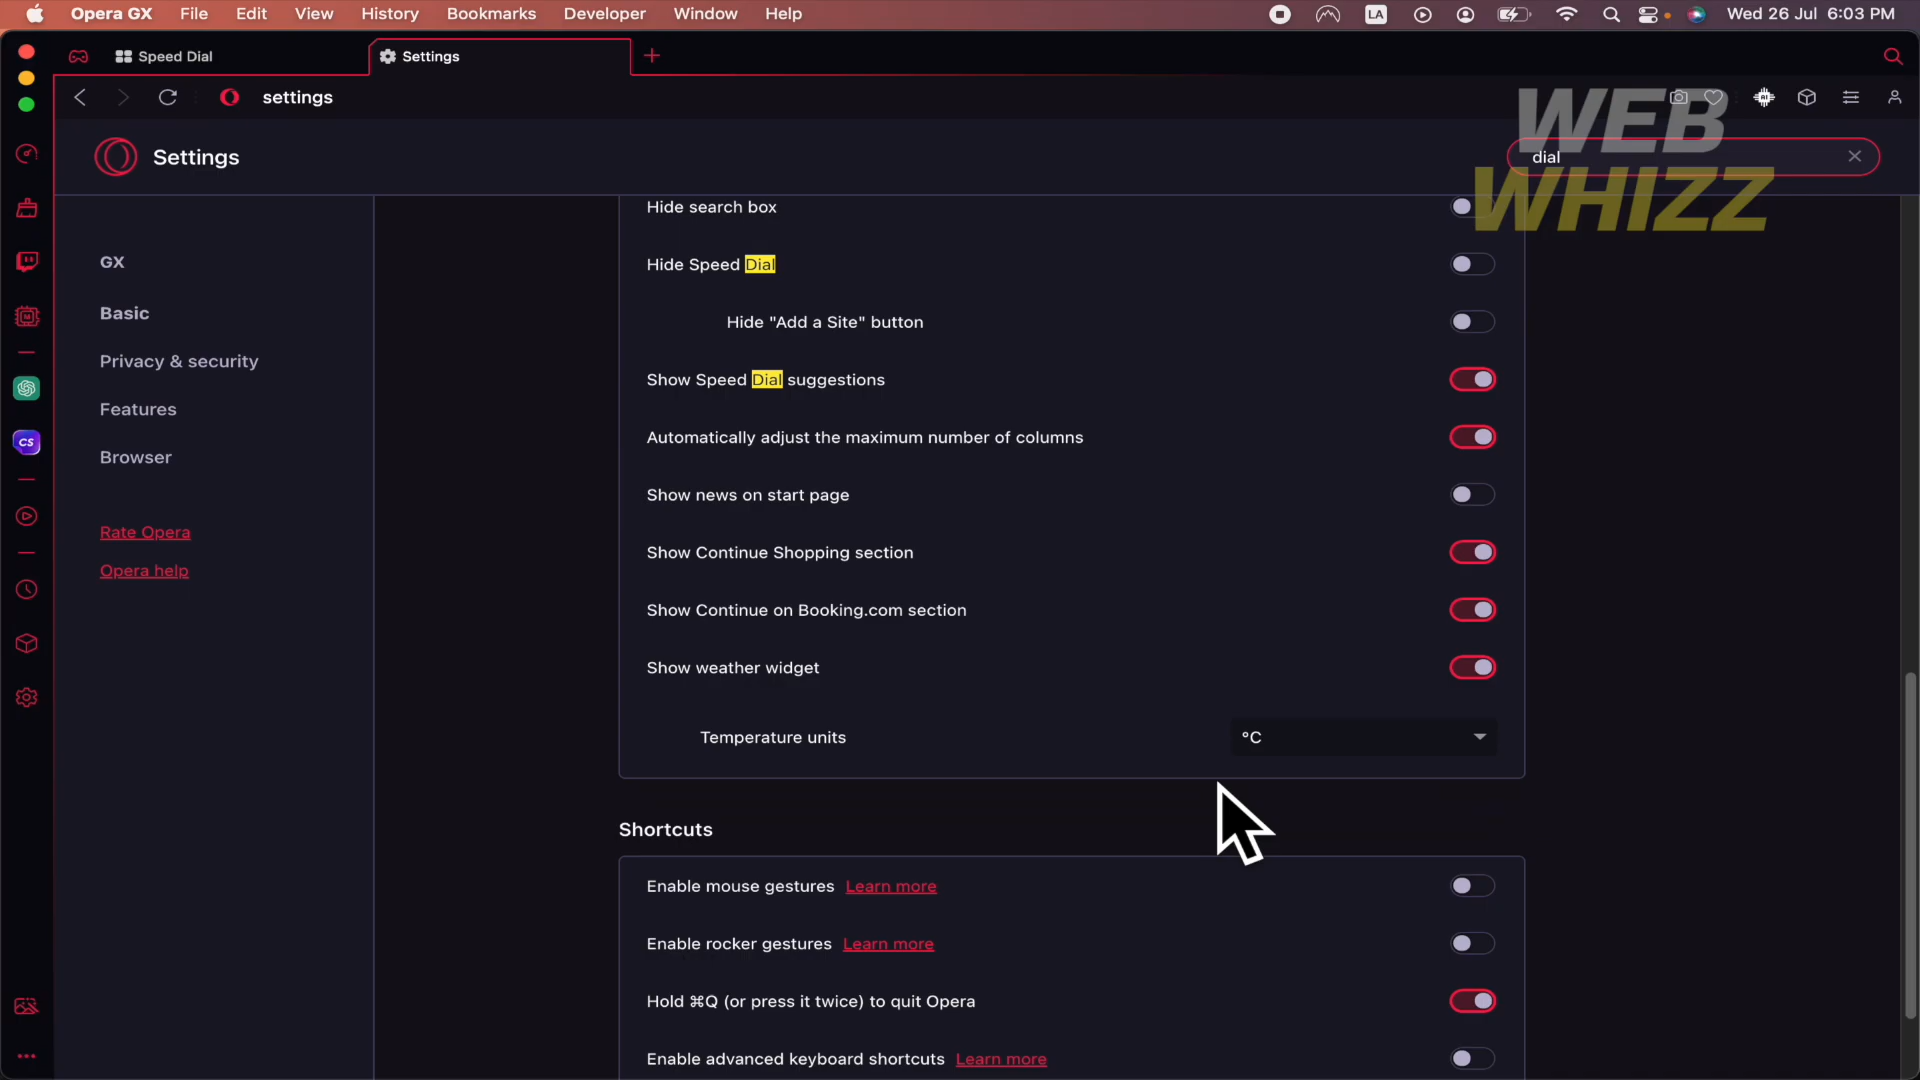 Opera GX File Edit View History Bookmarks Developer Window Help LA Wed 26 Jul 6:03 PM
Speed Dial Settings
settings
Settings dial
WEB
WHIZZ
GX
Basic
Privacy & security
Features
Browser
Rate Opera
Opera help
CS
Hide search box
Hide Speed Dial
Hide "Add a Site" button
Show Speed Dial suggestions
Automatically adjust the maximum number of columns
Show news on start page
Show Continue Shopping section
Show Continue on Booking.com section
Show weather widget
Temperature units °C
Shortcuts
Enable mouse gestures Learn more
Enable rocker gestures Learn more
Hold ⌘Q (or press it twice) to quit Opera
Enable advanced keyboard shortcuts Learn more